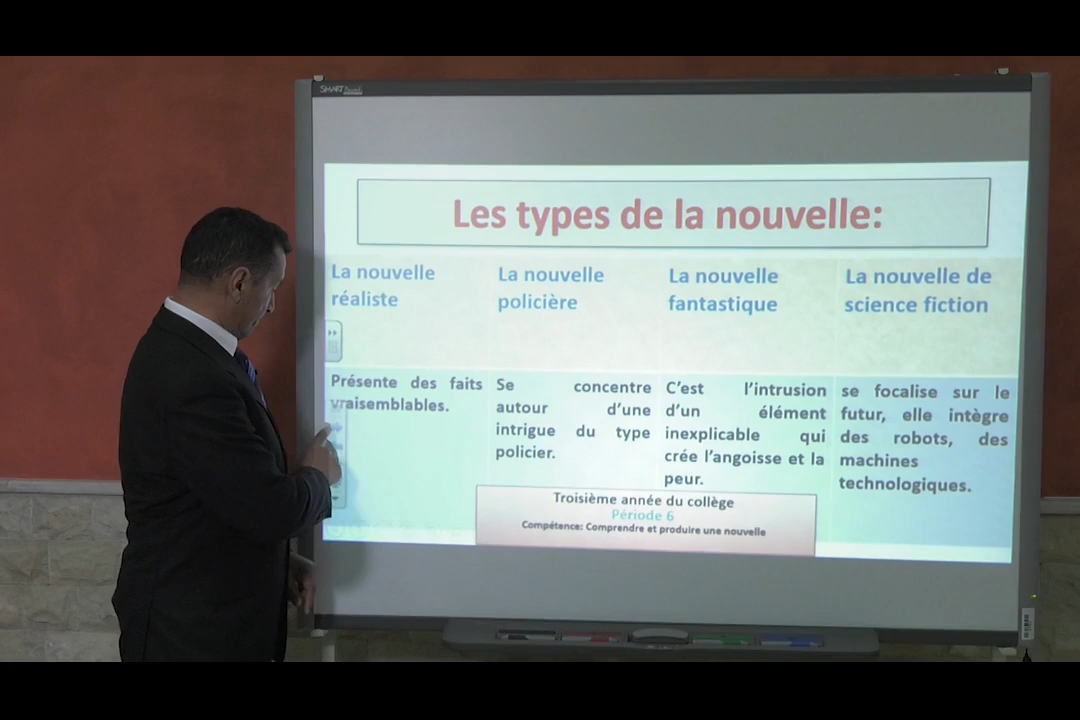 SMART Board
Les types de la nouvelle:
La nouvelle
réaliste
La nouvelle
policière
La nouvelle
fantastique
La nouvelle de
science fiction
Présente des faits
vraisemblables.
Se concentre
autour d'une
intrigue du type
policier.
C'est l'intrusion
d'un élément
inexplicable qui
crée l'angoisse et la
peur.
se focalise sur le
futur, elle intègre
des robots, des
machines
technologiques.
Troisième année du collège
Période 6
Compétence: Comprendre et produire une nouvelle